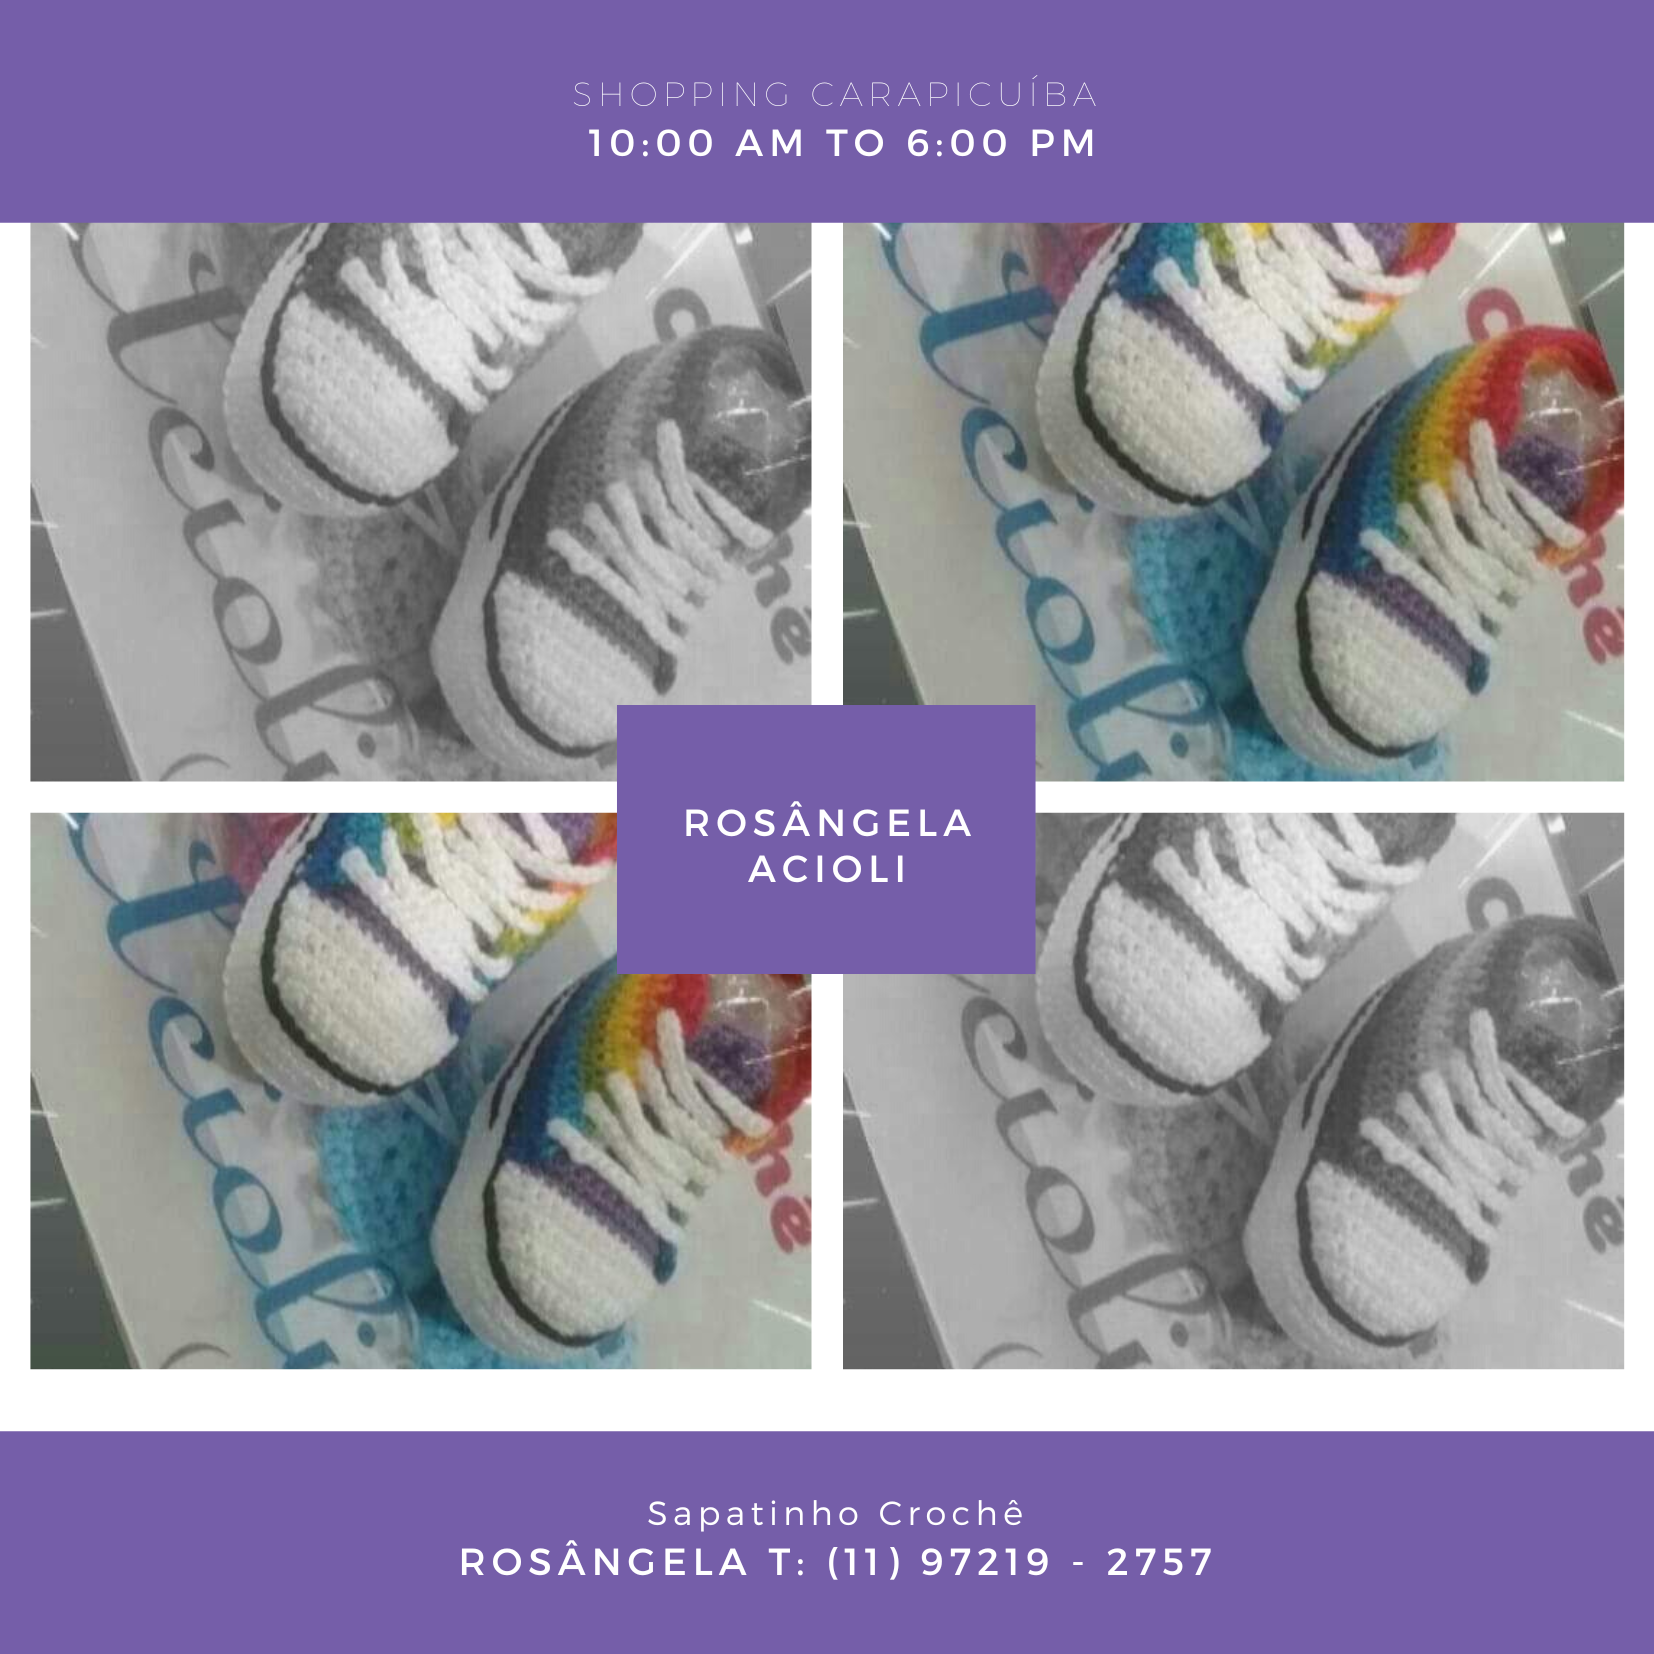 SHOPPING CARAPICUÍBA
10:00 AM TO 6:00 PM
ROSÂNGELA
ACIOLI
Sapatinho Crochê
ROSÂNGELA T: (11) 97219 - 2757